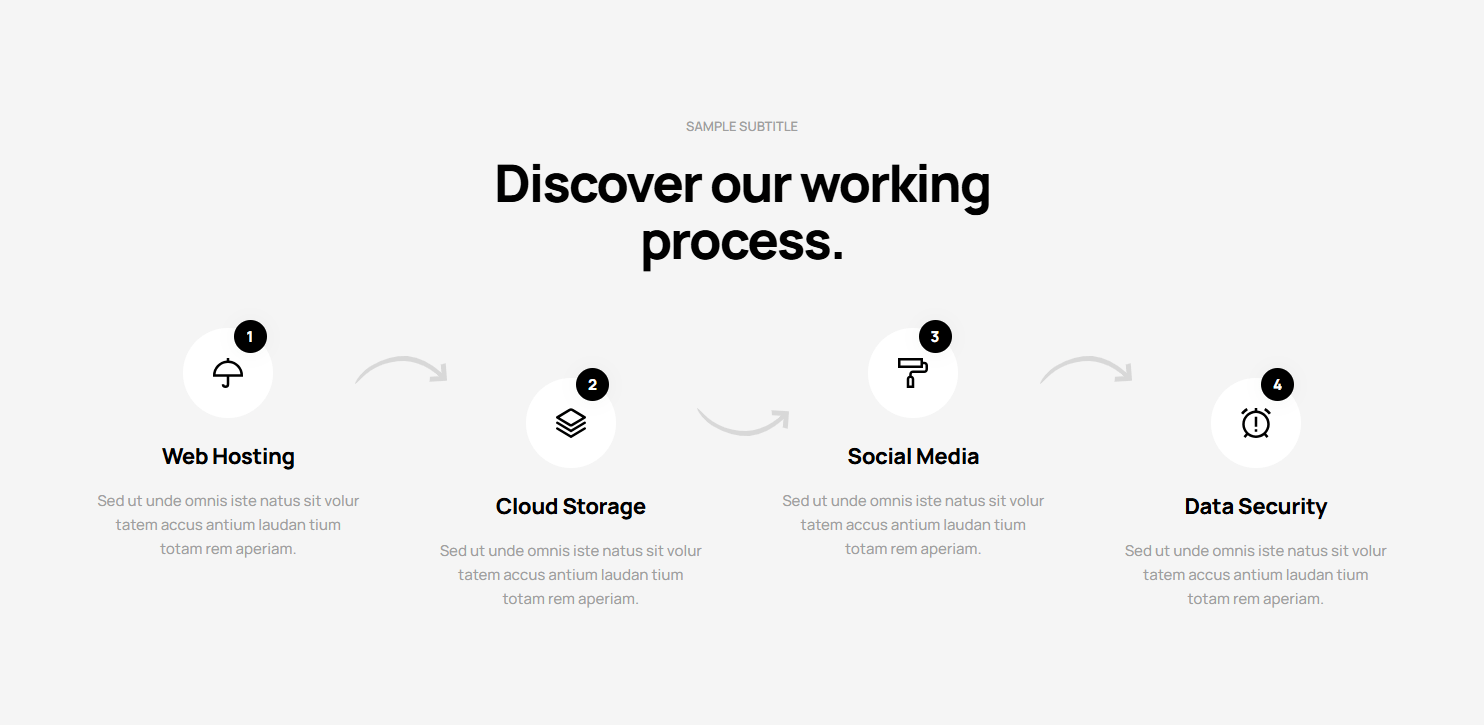 SAMPLE SUBTITLE
Discover our working
process.
1
Web Hosting
Sed ut unde omnis iste natus sit volur
tatem accus antium laudan tium
totam rem aperiam.
2
Cloud Storage
Sed ut unde omnis iste natus sit volur
tatem accus antium laudan tium
totam rem aperiam.
3
Social Media
Sed ut unde omnis iste natus sit volur
tatem accus antium laudan tium
totam rem aperiam.
4
Data Security
Sed ut unde omnis iste natus sit volur
tatem accus antium laudan tium
totam rem aperiam.